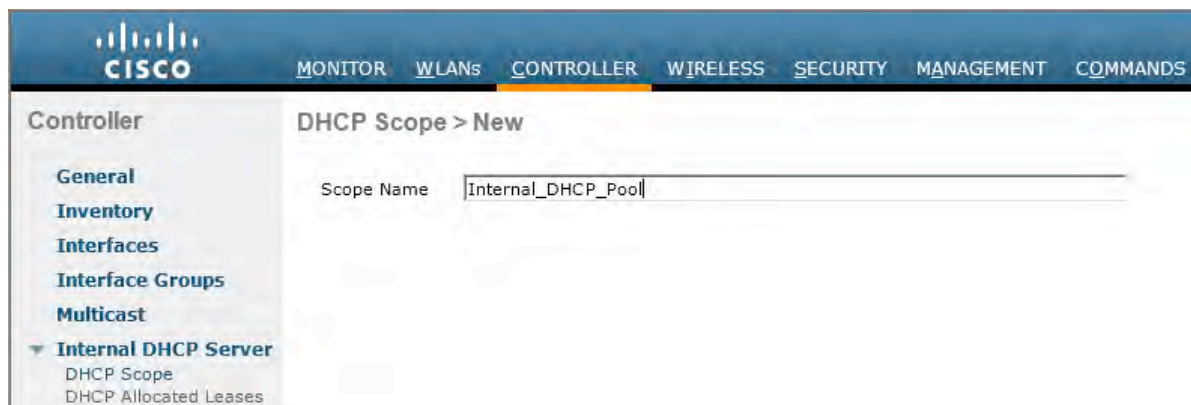 CISCO
MONITOR WLANs CONTROLLER WIRELESS SECURITY MANAGEMENT COMMANDS
Controller
General
Inventory
Interfaces
Interface Groups
Multicast
Internal DHCP Server
DHCP Scope
DHCP Allocated Leases
DHCP Scope > New
Scope Name Internal_DHCP_Pool